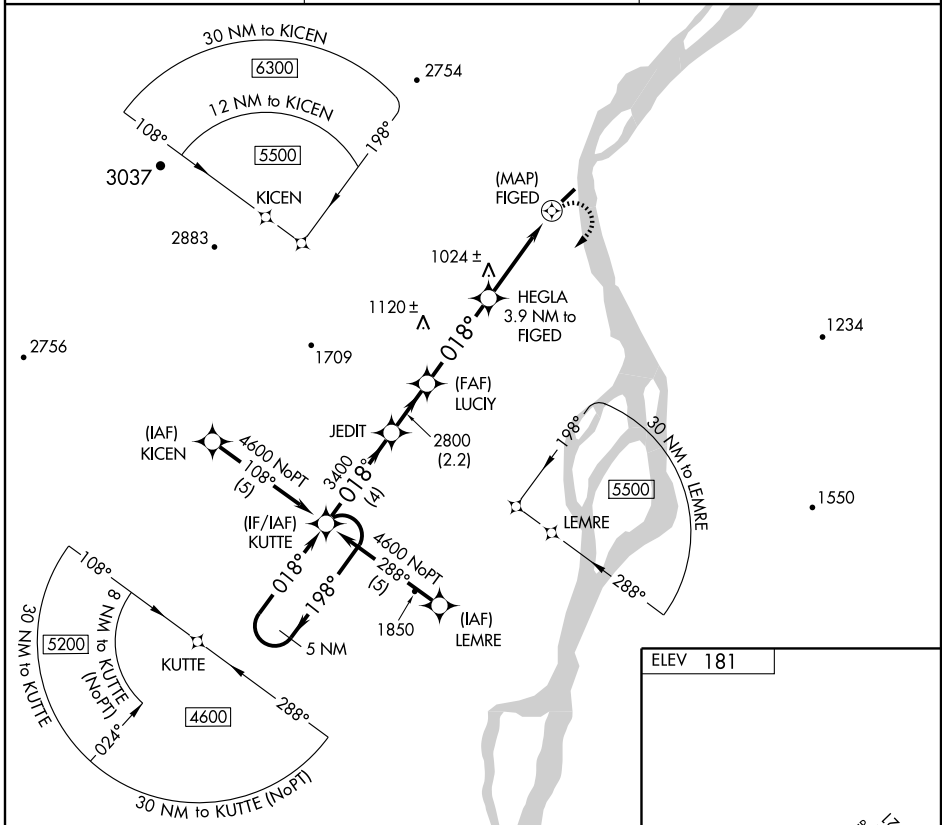 30 NM to KICEN
6300
2754
12 NM to KICEN
108°
198°
5500
3037
KICEN
(MAP)
FIGED
2883
1024 ±
HEGLA
3.9 NM to
FIGED
1120 ±
018°
1234
2756
1709
(FAF)
LUCIY
JEDIT
2800
(2.2)
198°
30 NM to LEMRE
(IAF)
KICEN
4600 NoPT
108°
(5)
3400
018°
(4)
5500
1550
(IF/IAF)
KUTTE
LEMRE
4600 NoPT
288°
(5)
288°
108°
018°
198°
1850
(IAF)
LEMRE
5 NM
30 NM to KUTTE
5200
8 NM to KUTTE
(NoPT)
KUTTE
4600
288°
024°
30 NM to KUTTE (NoPT)
ELEV 181